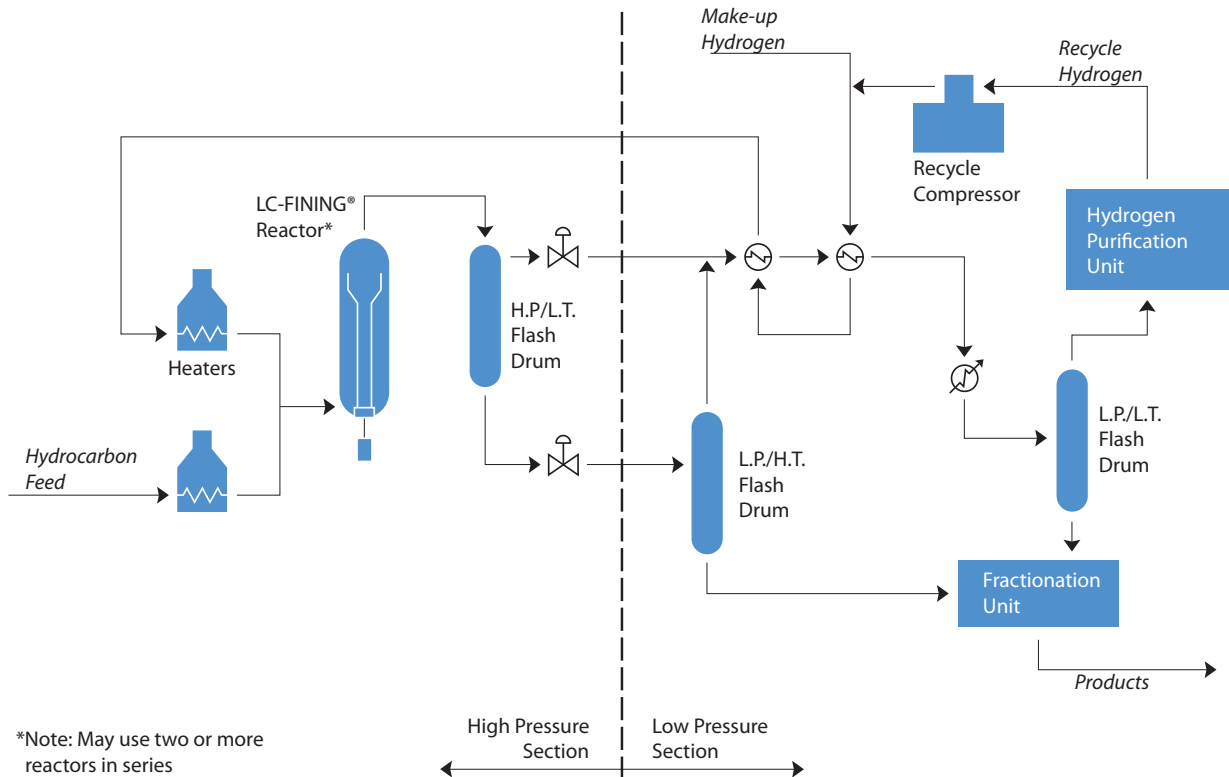 Make-up
Hydrogen
Recycle
Hydrogen
Recycle
Compressor
LC-FINING®
Reactor*
Hydrogen
Purification
Unit
H.P/L.T.
Flash
Drum
Heaters
L.P./L.T.
Flash
Drum
Hydrocarbon
Feed
L.P./H.T.
Flash
Drum
Fractionation
Unit
Products
*Note: May use two or more
reactors in series
High Pressure
Section
Low Pressure
Section